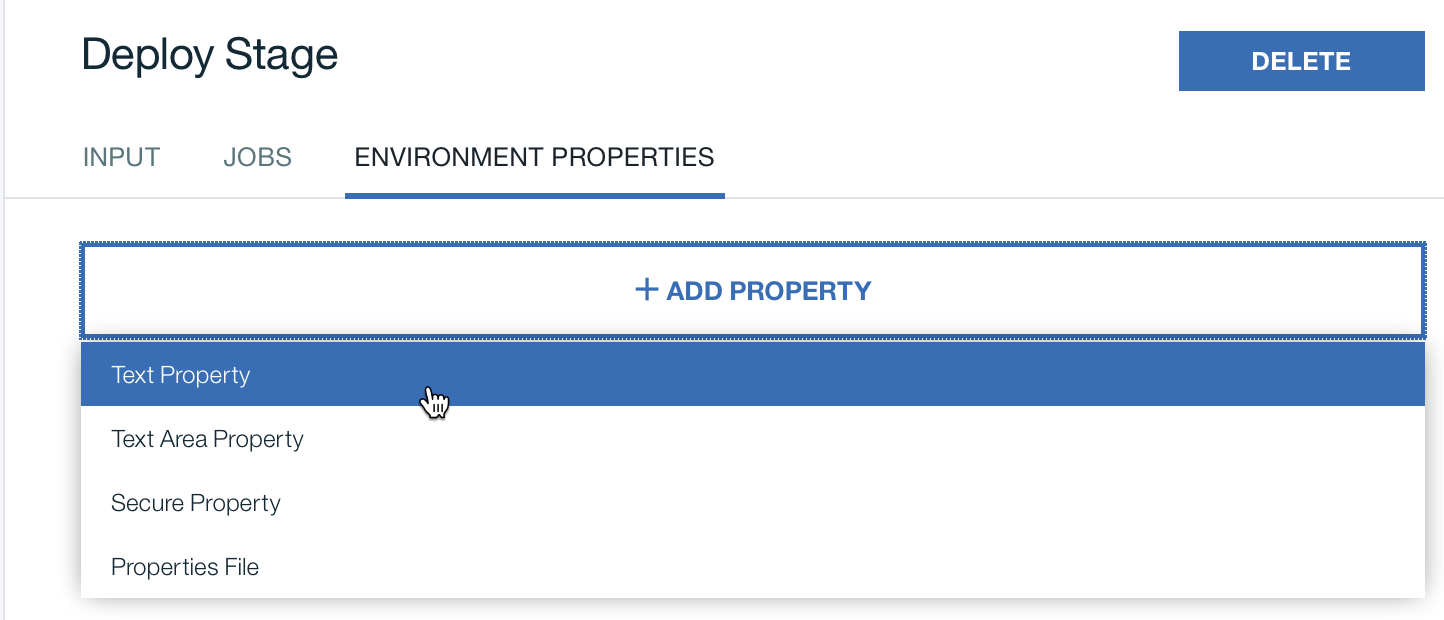 Deploy Stage
DELETE
INPUT
JOBS
ENVIRONMENT PROPERTIES
+ ADD PROPERTY
Text Property
Text Area Property
Secure Property
Properties File